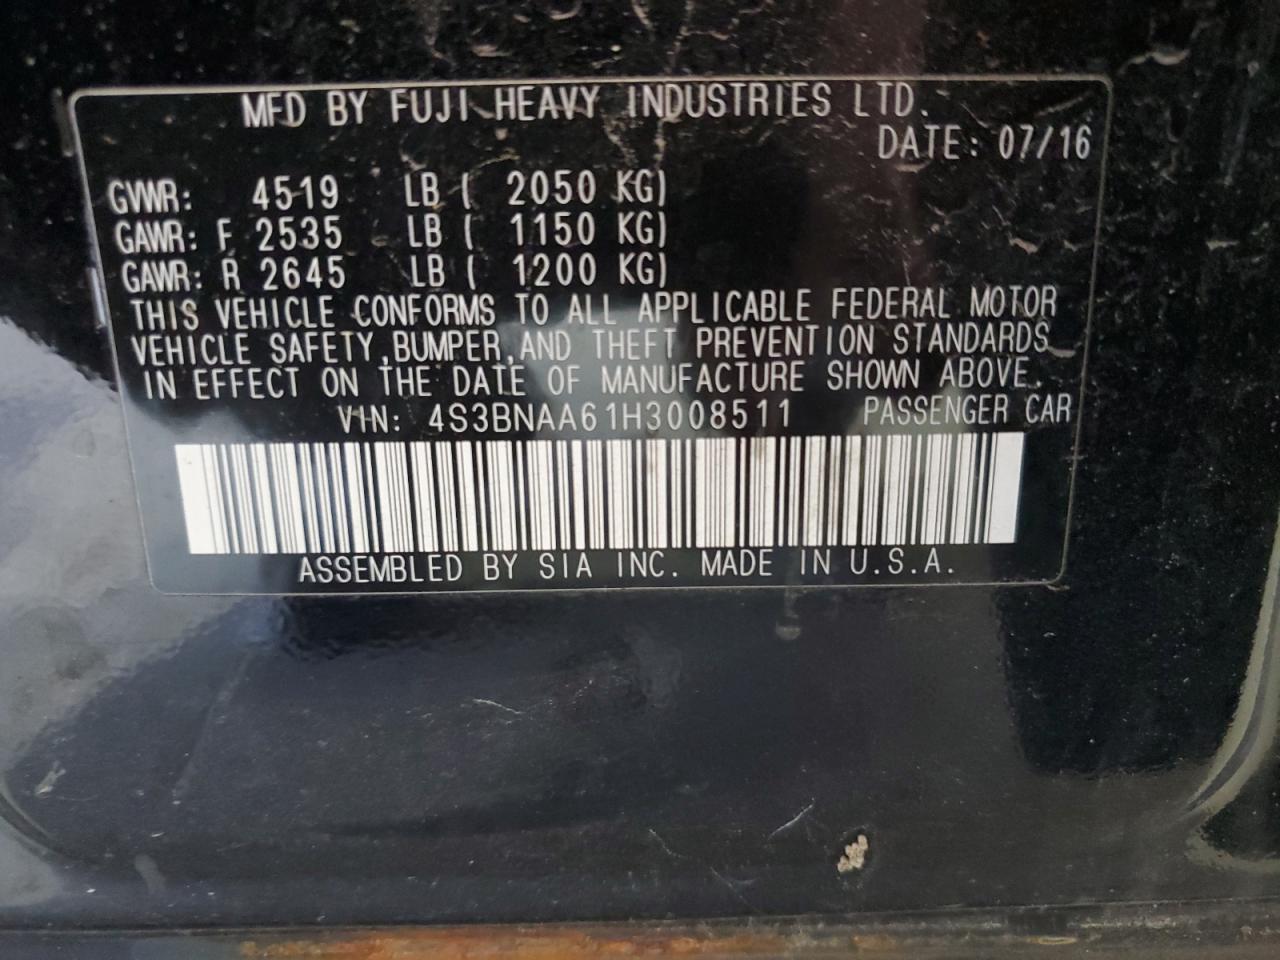 MFD BY FUJI HEAVY INDUSTRIES LTD.
DATE: 07/16
GVWR: 4519 LB ( 2050 KG)
GAWR: F 2535 LB ( 1150 KG)
GAWR: R 2645 LB ( 1200 KG)
THIS VEHICLE CONFORMS TO ALL APPLICABLE FEDERAL MOTOR
VEHICLE SAFETY,BUMPER,AND THEFT PREVENTION STANDARDS
IN EFFECT ON THE DATE OF MANUFACTURE SHOWN ABOVE.
VIN: 4S3BNAA61H3008511 PASSENGER CAR
ASSEMBLED BY SIA INC. MADE IN U.S.A.